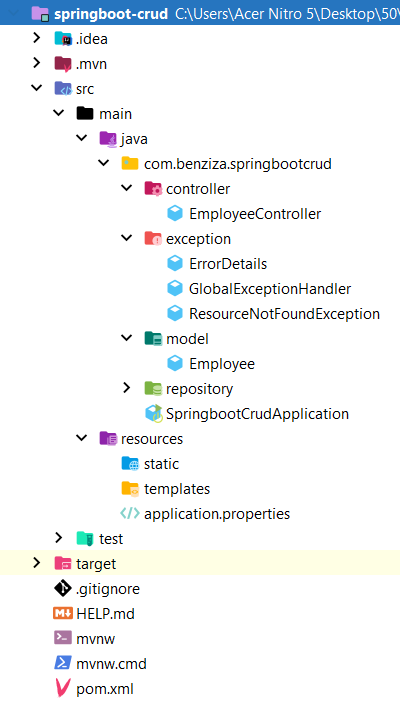 springboot-crud C:\Users\Acer Nitro 5\Desktop\50\
.idea
.mvn
src
main
java
com.benziza.springbootcrud
controller
EmployeeController
exception
ErrorDetails
GlobalExceptionHandler
ResourceNotFoundException
model
Employee
repository
SpringbootCrudApplication
resources
static
templates
application.properties
test
target
.gitignore
HELP.md
mvnw
mvnw.cmd
pom.xml